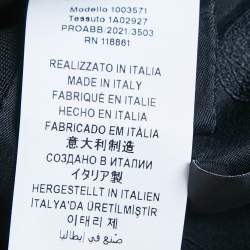 Modello 1003571
Tessuto 1A02927
PROABB/2021.3503
RN 118861
REALIZZATO IN ITALIA
MADE IN ITALY
FABRIQUÉ EN ITALIE
HECHO EN ITALIA
FABRICADO EM ITÁLIA
意大利制造
СОЗДАНО В ИТАЛИИ
イタリア製
HERGESTELLT IN ITALIEN
İTALYA'DA ÜRETİLMİŞTİR
이태리 제
صنع في إيطاليا